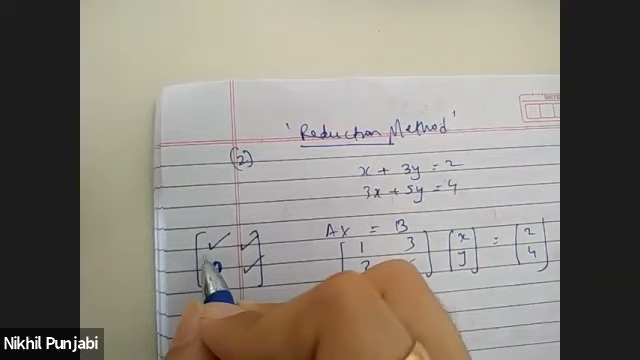 'Reduction Method'
(2)
x + 3y = 2
3x + 5y = 4
AX = B
[1 3] [x] = [2]
[y] [4]
Nikhil Punjabi